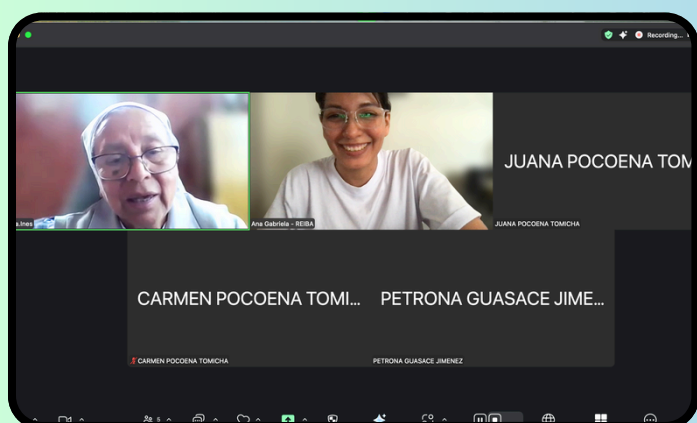 Recording...
a.Ines
Ana Gabriela - REIBA
JUANA POCOENA TOM
JUANA POCOENA TOMICHA
CARMEN POCOENA TOMI...
PETRONA GUASACE JIME...
CARMEN POCOENA TOMICHA
PETRONA GUASACE JIMENEZ
5